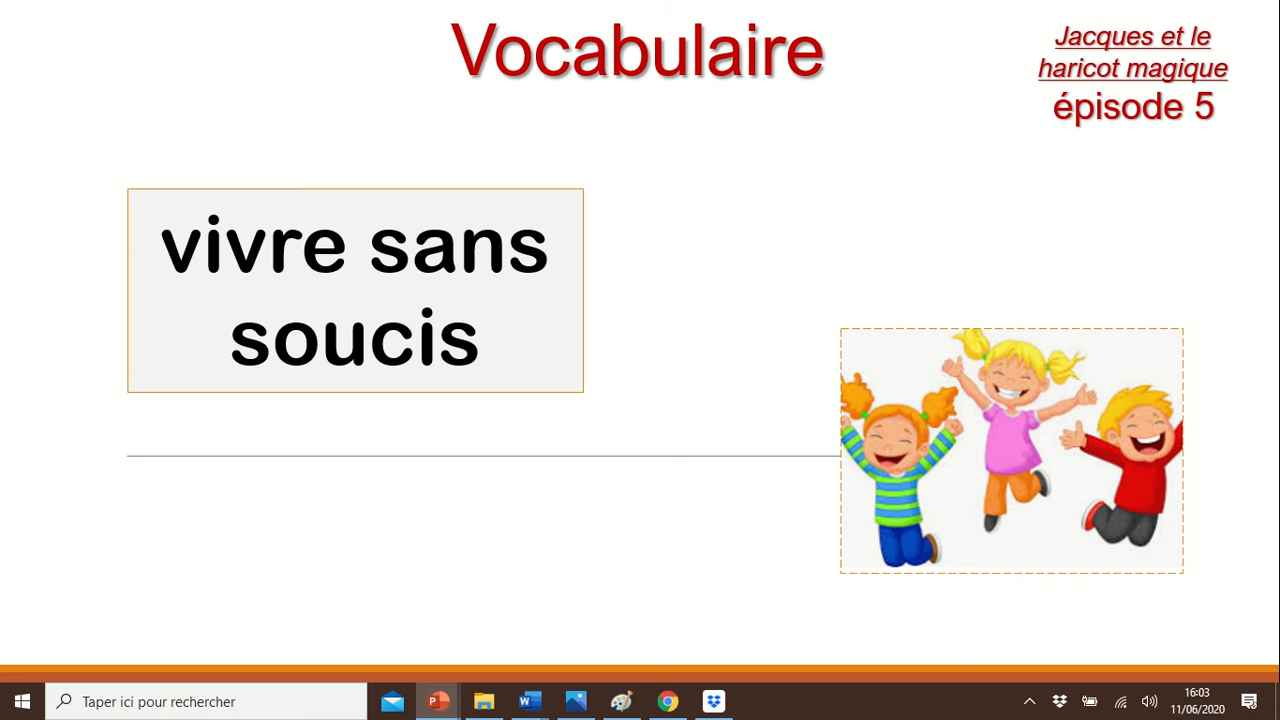 Vocabulaire
Jacques et le
haricot magique
épisode 5
vivre sans
soucis
Taper ici pour rechercher
16:03
11/06/2020